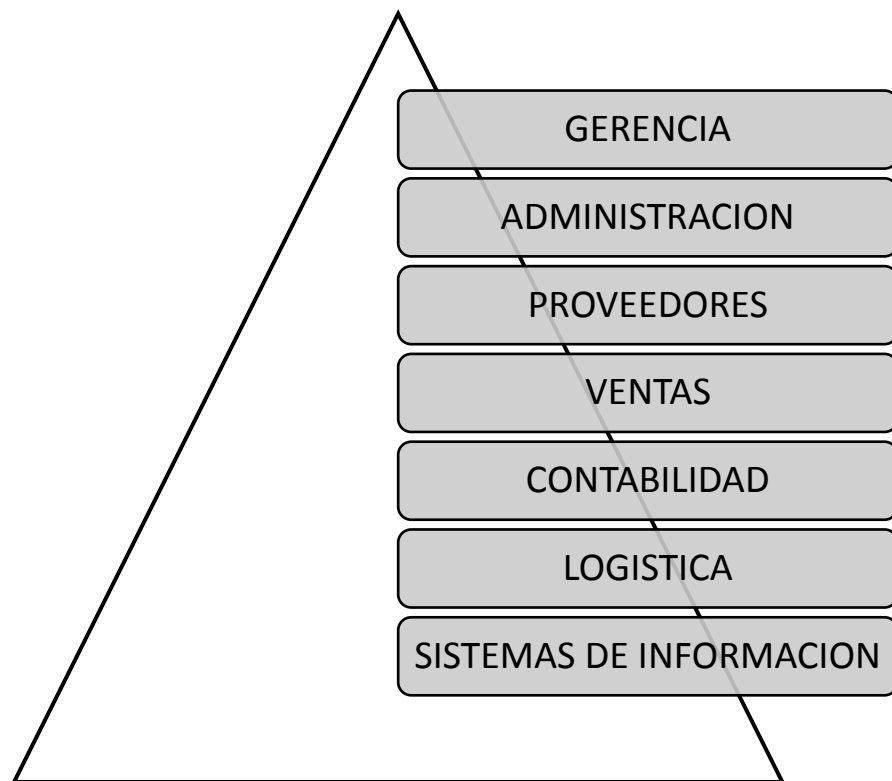 GERENCIA
ADMINISTRACION
PROVEEDORES
VENTAS
CONTABILIDAD
LOGISTICA
SISTEMAS DE INFORMACION